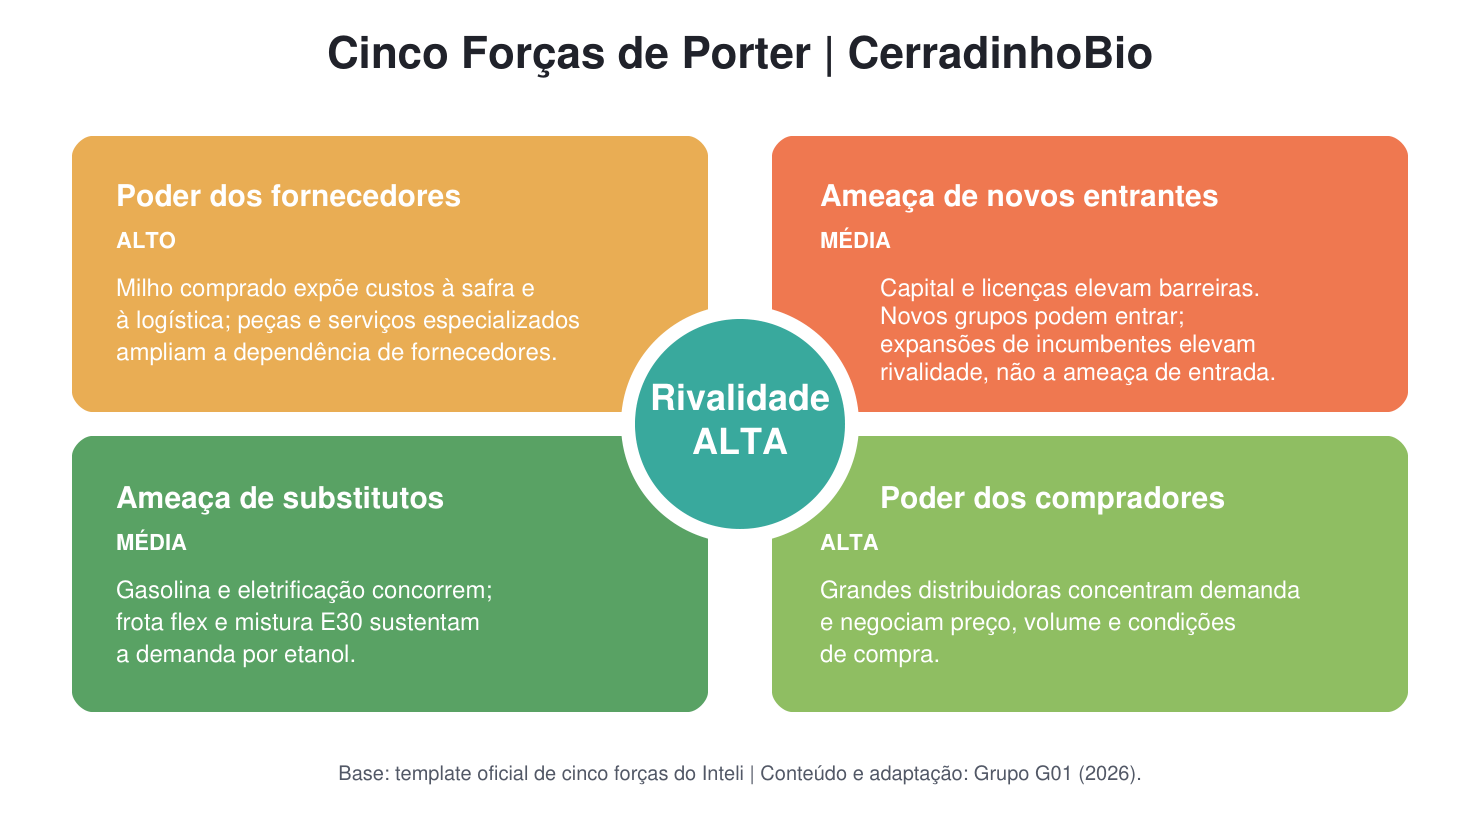 Cinco Forças de Porter | CerradinhoBio
Poder dos fornecedores
ALTO
Milho comprado expõe custos à safra e
à logística; peças e serviços especializados
ampliam a dependência de fornecedores.
Ameaça de novos entrantes
MÉDIA
Capital e licenças elevam barreiras.
Novos grupos podem entrar;
expansões de incumbentes elevam
rivalidade, não a ameaça de entrada.
Rivalidade
ALTA
Ameaça de substitutos
MÉDIA
Gasolina e eletrificação concorrem;
frota flex e mistura E30 sustentam
a demanda por etanol.
Poder dos compradores
ALTA
Grandes distribuidoras concentram demanda
e negociam preço, volume e condições
de compra.
Base: template oficial de cinco forças do Inteli | Conteúdo e adaptação: Grupo G01 (2026).